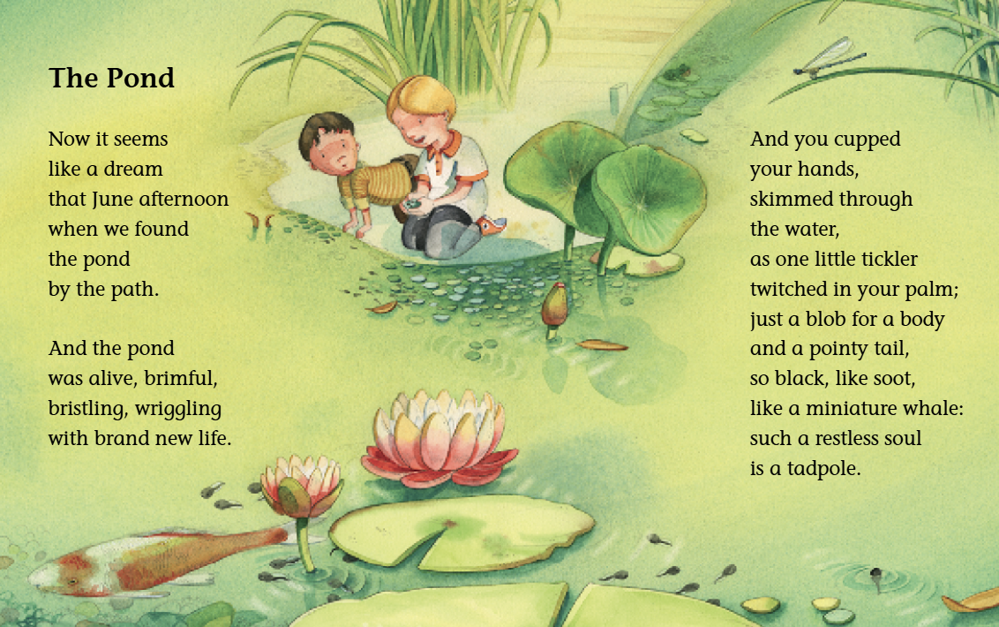 The Pond
Now it seems
like a dream
that June afternoon
when we found
the pond
by the path.
And the pond
was alive, brimful,
bristling, wriggling
with brand new life.
And you cupped
your hands,
skimmed through
the water,
as one little tickler
twitched in your palm;
just a blob for a body
and a pointy tail,
so black, like soot,
like a miniature whale:
such a restless soul
is a tadpole.